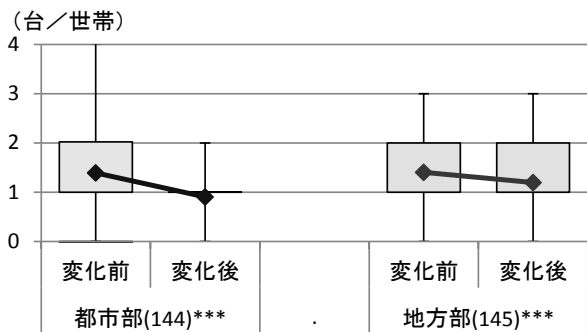 (台／世帯)
4
3
2
1
0
変化前 変化後 変化前 変化後
都市部(144)*** . 地方部(145)***